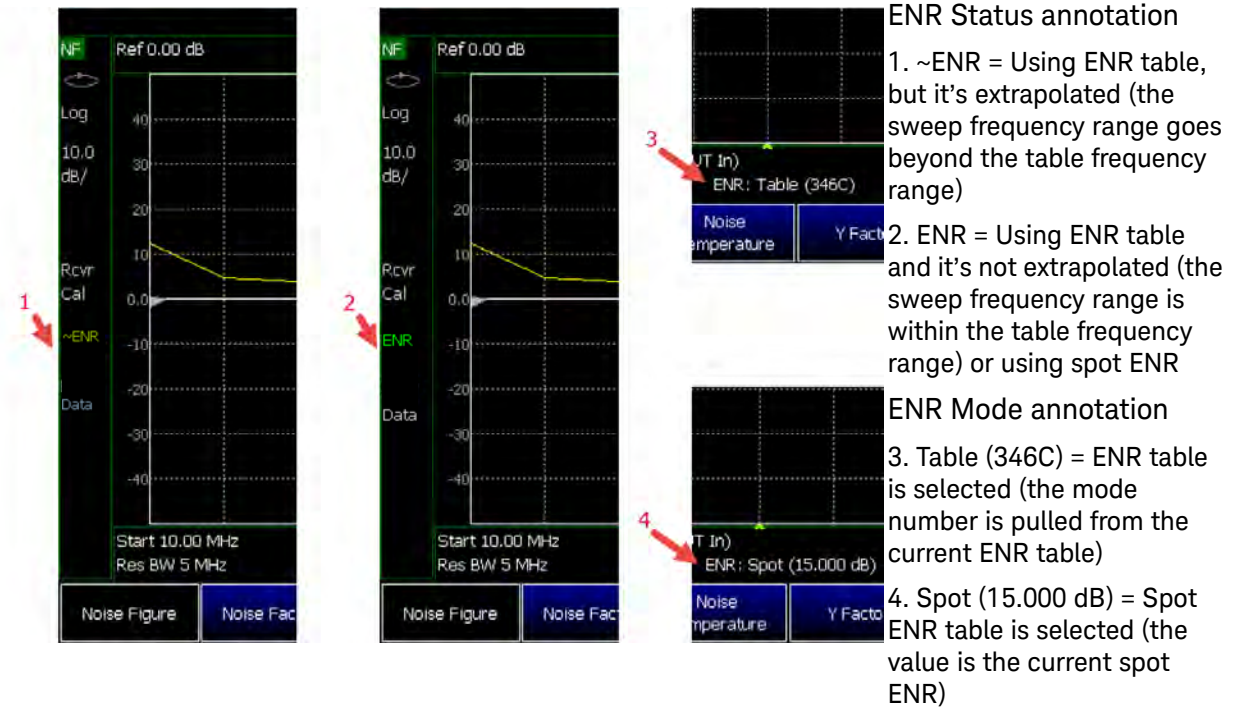 NF
Ref 0.00 dB
Log
10.0
dB/
40
30
20
10
0.0
-10
-20
-30
-40
Rcvr
Cal
1
~ENR
Data
Start 10.00 MHz
Res BW 5 MHz
Noise Figure
Noise Fac
NF
Ref 0.00 dB
Log
10.0
dB/
40
30
20
10
0.0
-10
-20
-30
-40
Rcvr
Cal
2
ENR
Data
Start 10.00 MHz
Res BW 5 MHz
Noise Figure
Noise Fac
3
UT In)
ENR: Table (346C)
Noise
emperature
Y Fact
4
T In)
ENR: Spot (15.000 dB)
Noise
mperature
Y Facto
ENR Status annotation
1. ~ENR = Using ENR table,
but it's extrapolated (the
sweep frequency range goes
beyond the table frequency
range)
2. ENR = Using ENR table
and it's not extrapolated (the
sweep frequency range is
within the table frequency
range) or using spot ENR
ENR Mode annotation
3. Table (346C) = ENR table
is selected (the mode
number is pulled from the
current ENR table)
4. Spot (15.000 dB) = Spot
ENR table is selected (the
value is the current spot
ENR)